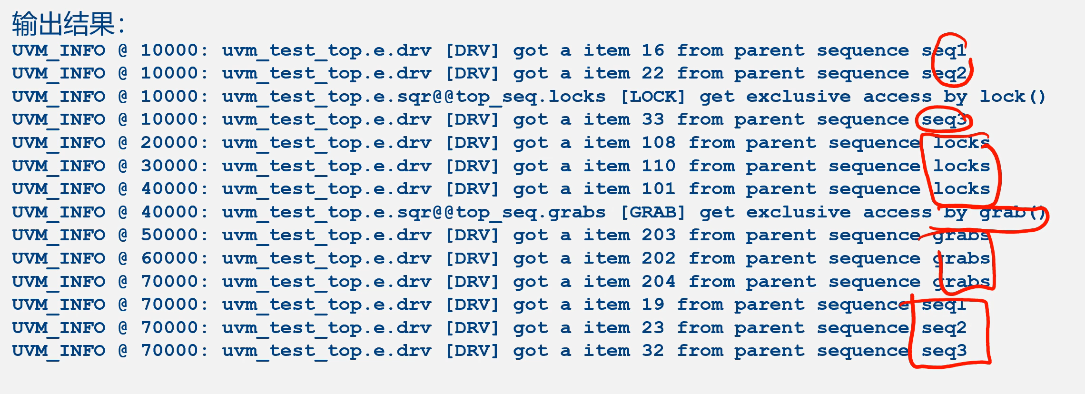 输出结果：
UVM_INFO @ 10000: uvm_test_top.e.drv [DRV] got a item 16 from parent sequence seq1
UVM_INFO @ 10000: uvm_test_top.e.drv [DRV] got a item 22 from parent sequence seq2
UVM_INFO @ 10000: uvm_test_top.e.sqr@@top_seq.locks [LOCK] get exclusive access by lock()
UVM_INFO @ 10000: uvm_test_top.e.drv [DRV] got a item 33 from parent sequence seq3
UVM_INFO @ 20000: uvm_test_top.e.drv [DRV] got a item 108 from parent sequence locks
UVM_INFO @ 30000: uvm_test_top.e.drv [DRV] got a item 110 from parent sequence locks
UVM_INFO @ 40000: uvm_test_top.e.drv [DRV] got a item 101 from parent sequence locks
UVM_INFO @ 40000: uvm_test_top.e.sqr@@top_seq.grabs [GRAB] get exclusive access by grab()
UVM_INFO @ 50000: uvm_test_top.e.drv [DRV] got a item 203 from parent sequence grabs
UVM_INFO @ 60000: uvm_test_top.e.drv [DRV] got a item 202 from parent sequence grabs
UVM_INFO @ 70000: uvm_test_top.e.drv [DRV] got a item 204 from parent sequence grabs
UVM_INFO @ 70000: uvm_test_top.e.drv [DRV] got a item 19 from parent sequence seq1
UVM_INFO @ 70000: uvm_test_top.e.drv [DRV] got a item 23 from parent sequence seq2
UVM_INFO @ 70000: uvm_test_top.e.drv [DRV] got a item 32 from parent sequence seq3